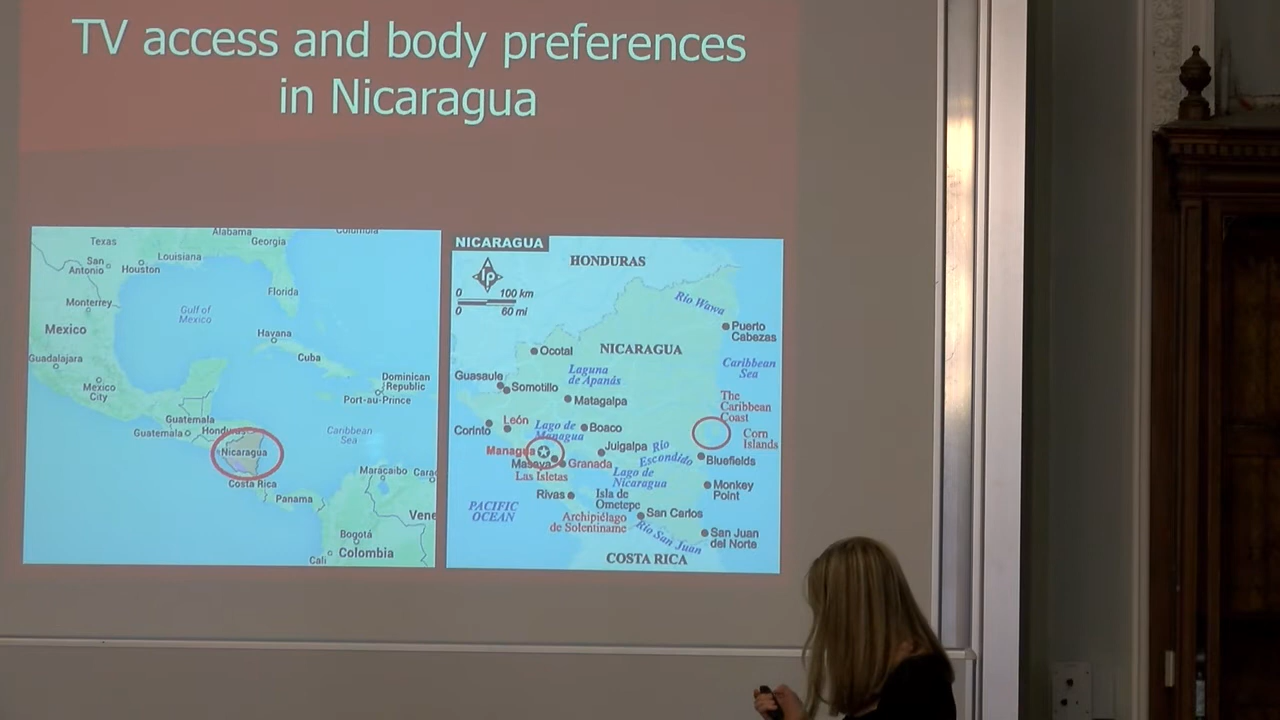 TV access and body preferences
in Nicaragua
Alabama
Columbia
Texas
Georgia
Louisiana
San
Antonio
Houston
Florida
Monterrey
Gulf of
Mexico
Mexico
Havana
Cuba
Guadalajara
Mexico
City
Dominican
Republic
Port-au-Prince
Guatemala
Guatemala
Honduras
Caribbean
Sea
Nicaragua
Costa Rica
Maracaibo
Panama
Bogotá
Colombia
Cali
NICARAGUA
HONDURAS
lp
0 100 km
0 60 mi
Río Wawa
Puerto
Cabezas
Ocotal
NICARAGUA
Caribbean
Sea
Guasaule
Somotillo
Laguna
de Apanás
Matagalpa
The
Caribbean
Coast
Corn
Islands
León
Corinto
Lago de
Managua
Boaco
Managua
Masaya
Granada
Juigalpa
Río
Escondido
Bluefields
Las Isletas
Lago de
Nicaragua
Rivas
Isla de
Ometepe
Monkey
Point
PACIFIC
OCEAN
Archipiélago
de Solentiname
San Carlos
Río San Juan
San Juan
del Norte
COSTA RICA